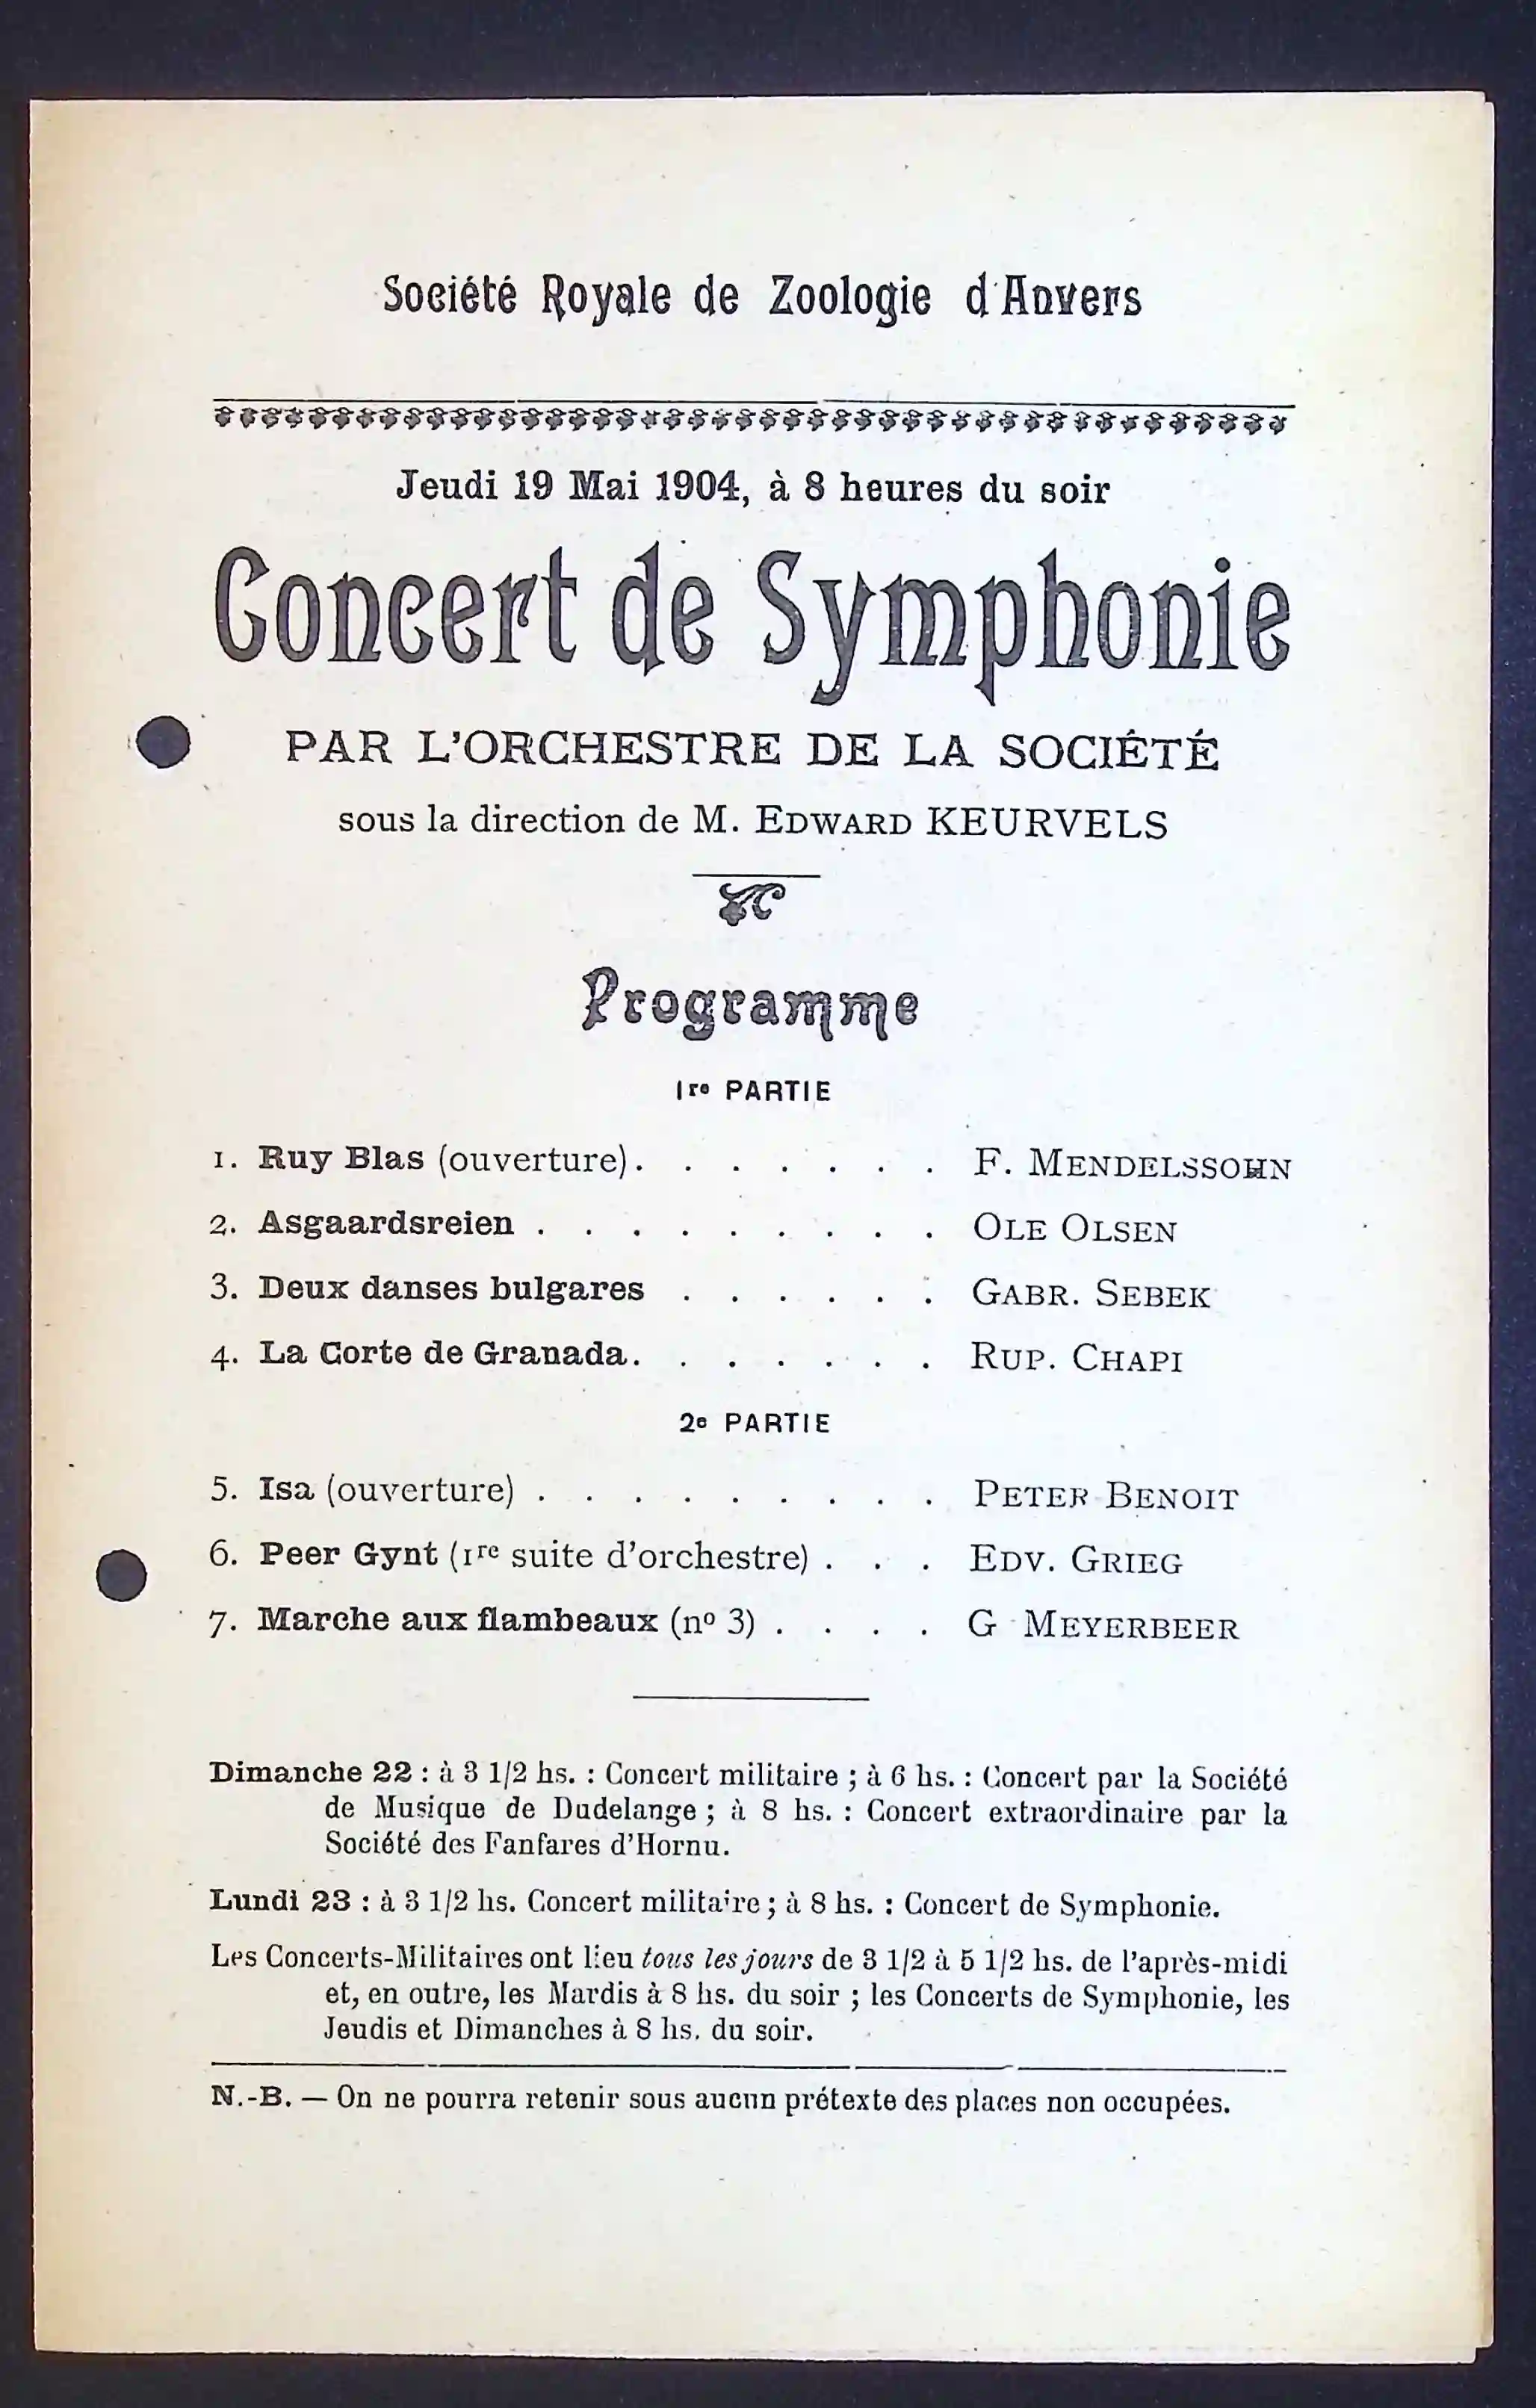 Société Royale de Zoologie d'Anvers
Jeudi 19 Mai 1904, à 8 heures du soir
Concert de Symphonie
PAR L'ORCHESTRE DE LA SOCIÉTÉ
sous la direction de M. EDWARD KEURVELS
Programme
1re PARTIE
1. Ruy Blas (ouverture). . . . . . . F. MENDELSSOHN
2. Asgaardsreien . . . . . . . . . OLE OLSEN
3. Deux danses bulgares . . . . . . GABR. SEBEK
4. La Corte de Granada. . . . . . . RUP. CHAPI
2e PARTIE
5. Isa (ouverture) . . . . . . . . . PETER BENOIT
6. Peer Gynt (1re suite d'orchestre) . . . EDV. GRIEG
7. Marche aux flambeaux (no 3) . . . . G MEYERBEER
Dimanche 22 : à 3 1/2 hs. : Concert militaire ; à 6 hs. : Concert par la Société
de Musique de Dudelange ; à 8 hs. : Concert extraordinaire par la
Société des Fanfares d'Hornu.
Lundi 23 : à 3 1/2 hs. Concert militaire ; à 8 hs. : Concert de Symphonie.
Les Concerts-Militaires ont lieu tous les jours de 3 1/2 à 5 1/2 hs. de l'après-midi
et, en outre, les Mardis à 8 hs. du soir ; les Concerts de Symphonie, les
Jeudis et Dimanches à 8 hs. du soir.
N.-B. — On ne pourra retenir sous aucun prétexte des places non occupées.